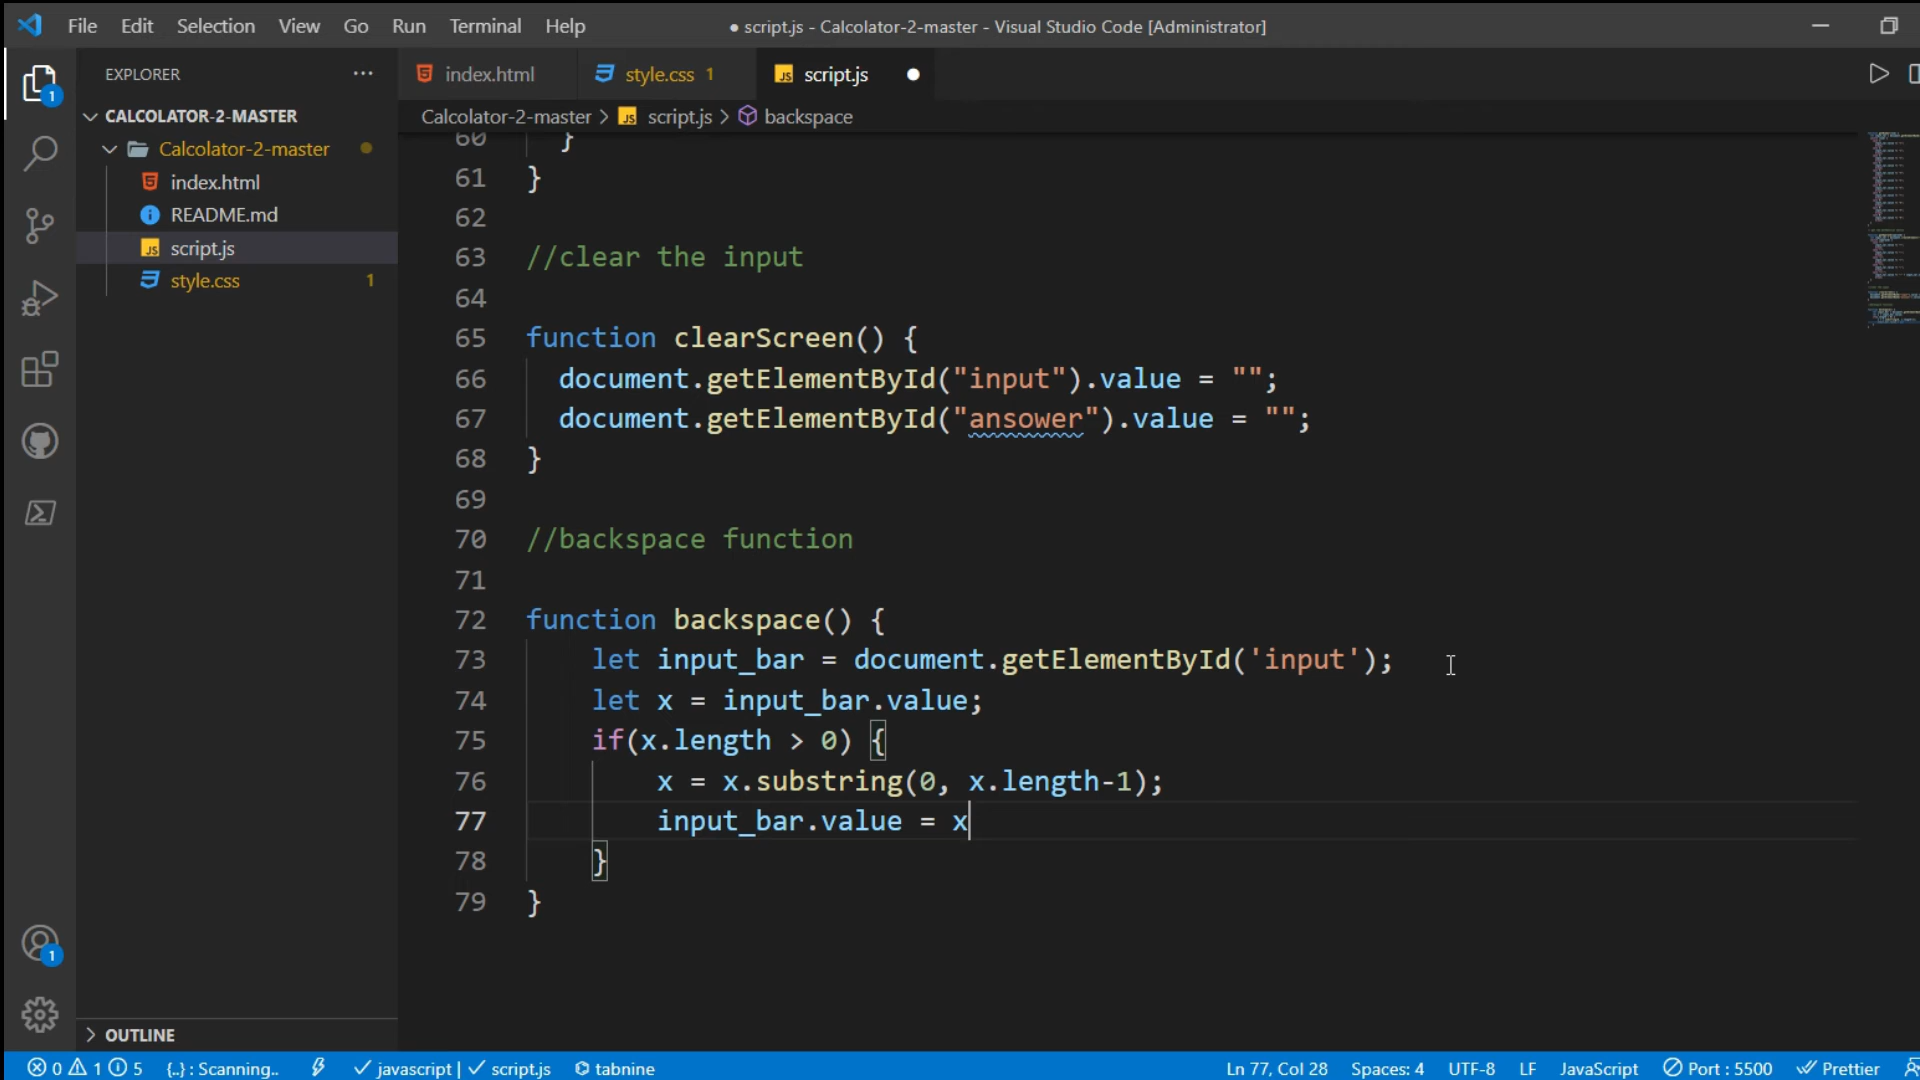 File Edit Selection View Go Run Terminal Help
● script.js - Calcolator-2-master - Visual Studio Code [Administrator]
EXPLORER ···
index.html
style.css 1
JS script.js ●
CALCOLATOR-2-MASTER
Calcolator-2-master > JS script.js > backspace
Calcolator-2-master
index.html
README.md
JS script.js
style.css 1
1
60 }
61 }
62
63 //clear the input
64
65 function clearScreen() {
66 document.getElementById("input").value = "";
67 document.getElementById("ansower").value = "";
68 }
69
70 //backspace function
71
72 function backspace() {
73 let input_bar = document.getElementById('input');
74 let x = input_bar.value;
75 if(x.length > 0) {
76 x = x.substring(0, x.length-1);
77 input_bar.value = x
78 }
79 }
1
OUTLINE
0 1 5 {..} : Scanning.. ✓ javascript | ✓ script.js tabnine Ln 77, Col 28 Spaces: 4 UTF-8 LF JavaScript Port : 5500 Prettier